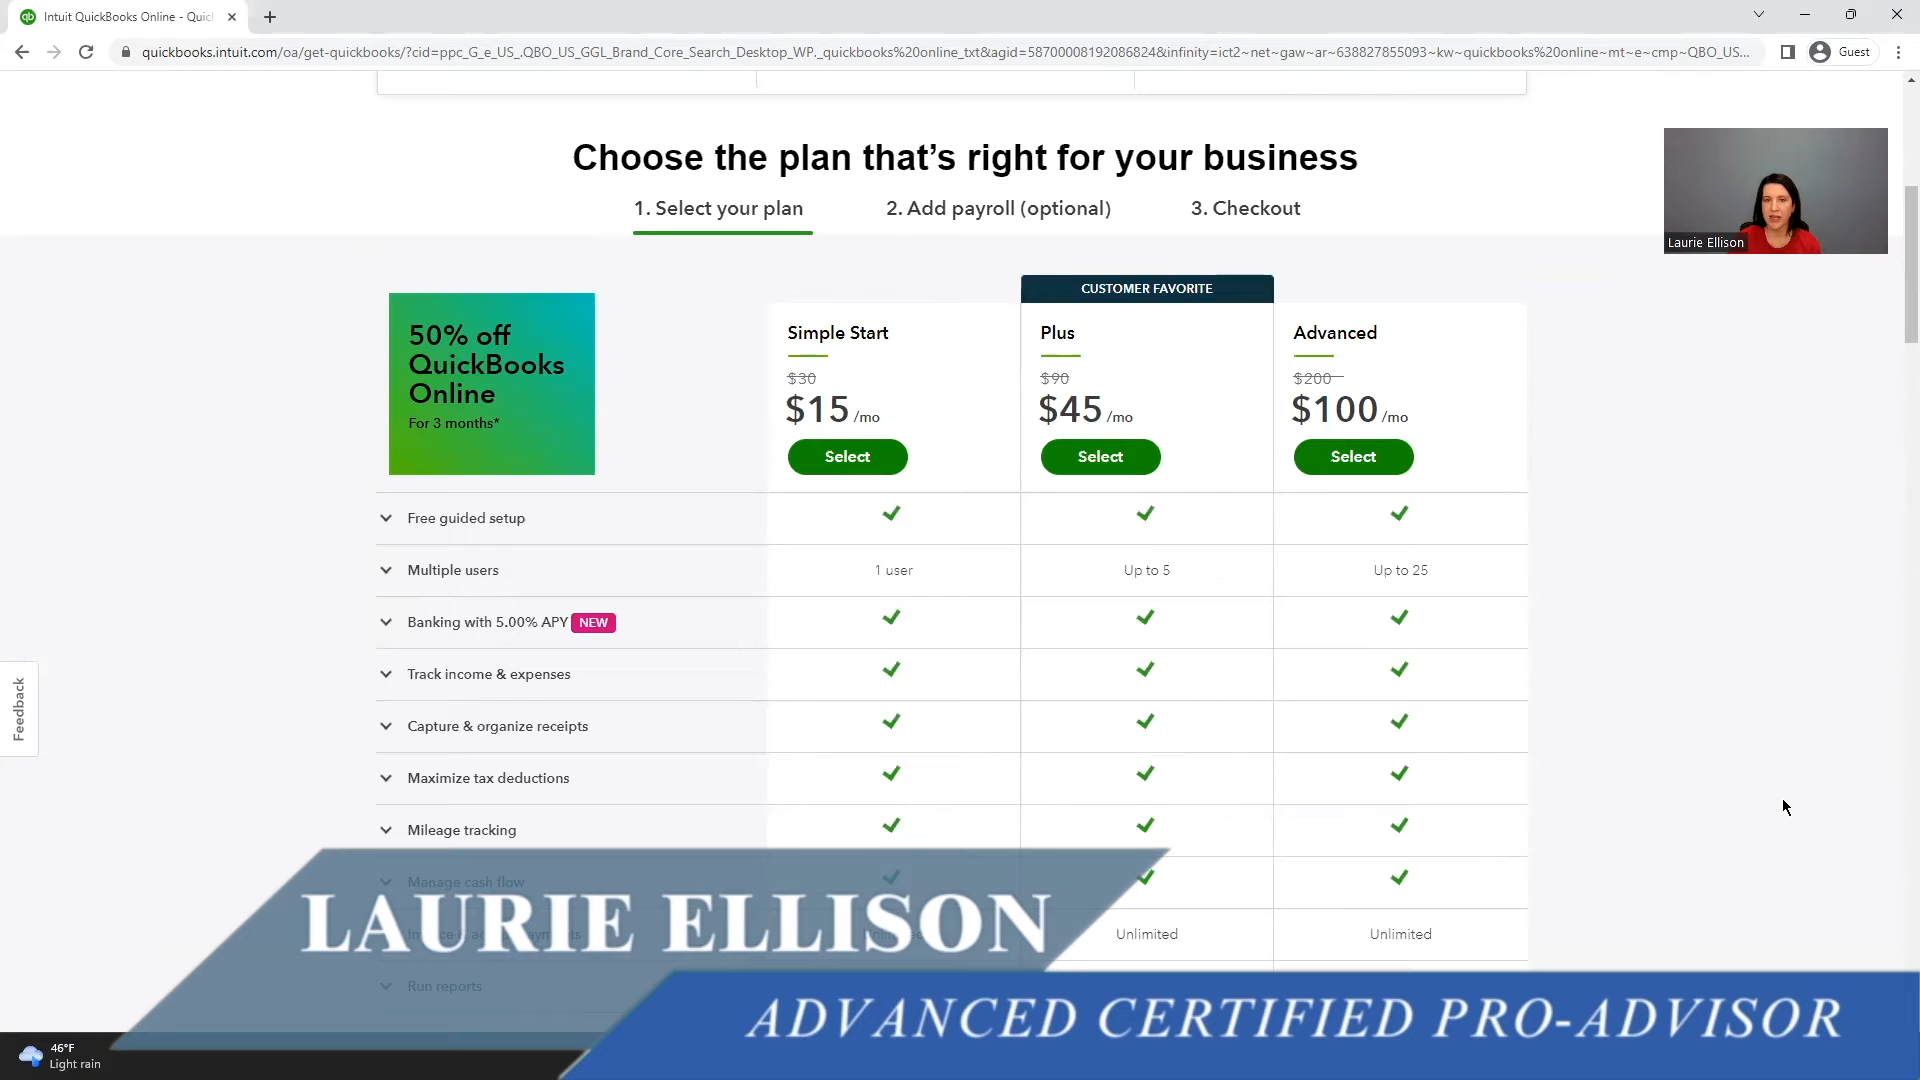 Intuit QuickBooks Online - Quic
quickbooks.intuit.com/oa/get-quickbooks/?cid=ppc_G_e_US_.QBO_US_GGL_Brand_Core_Search_Desktop_WP._quickbooks%20online_txt&agid=58700008192086824&infinity=ict2~net~gaw~ar~638827855093~kw~quickbooks%20online~mt~e~cmp~QBO_US...
Guest
Choose the plan that's right for your business
1. Select your plan
2. Add payroll (optional)
3. Checkout
Laurie Ellison
50% off
QuickBooks
Online
For 3 months*
CUSTOMER FAVORITE
Simple Start
Plus
Advanced
$30
$90
$200
$15 /mo
$45 /mo
$100 /mo
Select
Select
Select
Free guided setup
Multiple users
1 user
Up to 5
Up to 25
Banking with 5.00% APY NEW
Track income & expenses
Capture & organize receipts
Maximize tax deductions
Mileage tracking
Manage cash flow
Unlimited
Unlimited
Run reports
Feedback
LAURIE ELLISON
ADVANCED CERTIFIED PRO-ADVISOR
46°F
Light rain